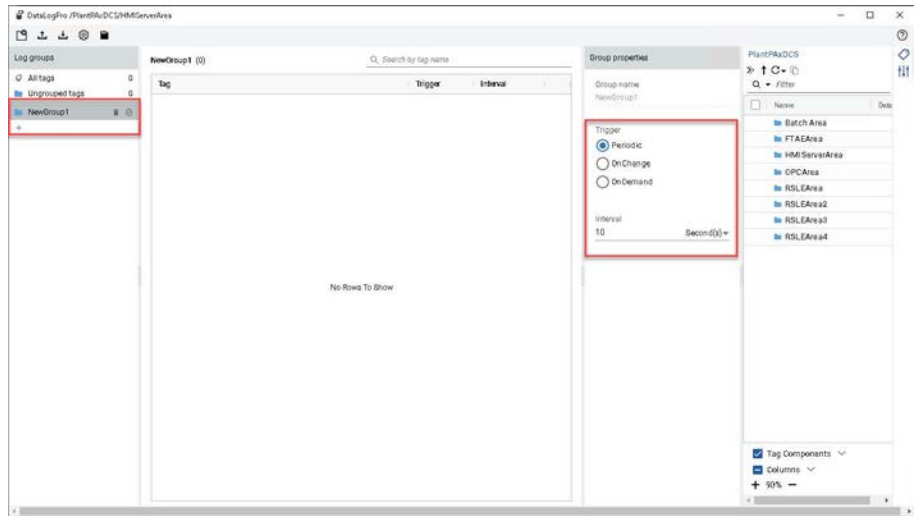 DataLogPro /PlantPAxDCS/HMIServerArea
Log groups
All tags 0
Ungrouped tags 0
NewGroup1
+
NewGroup1 (0)
Search by tag name
Tag Trigger Interval
No Rows To Show
Group properties
Group name
NewGroup1
Trigger
Periodic
OnChange
OnDemand
Interval
10 Second(s)
PlantPAxDCS
Filter
Name Data
Batch Area
FTAEArea
HMIServerArea
OPCArea
RSLEArea
RSLEArea2
RSLEArea3
RSLEArea4
Tag Components
Columns
+ 90% −